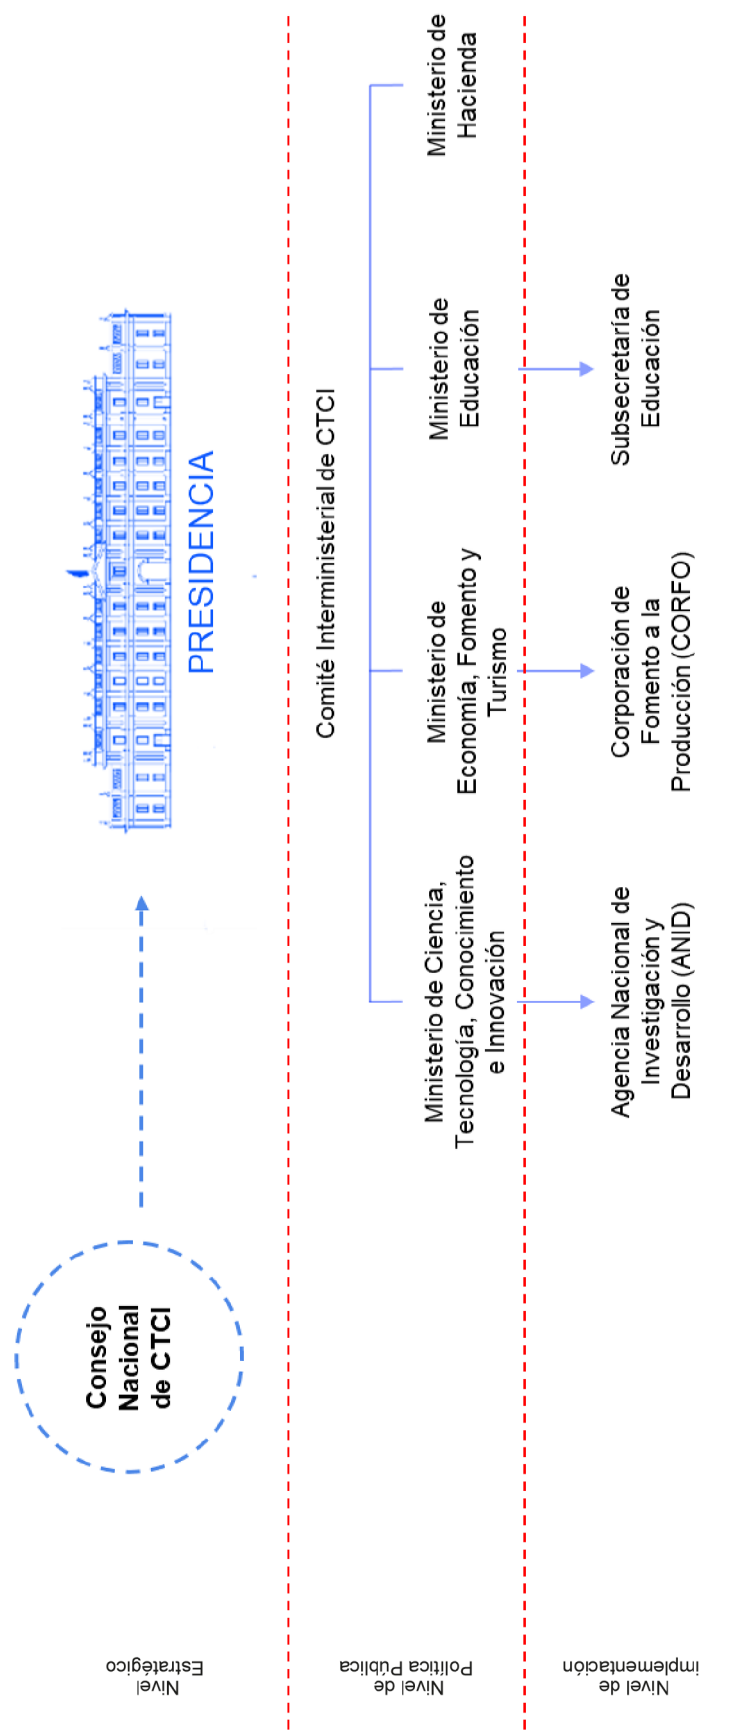 Nivel
Estratégico
Consejo
Nacional
de CTCI
PRESIDENCIA
Nivel de
Política Pública
Comité Interministerial de CTCI
Ministerio de Ciencia,
Tecnología, Conocimiento
e Innovación
Ministerio de
Economía, Fomento y
Turismo
Ministerio de
Educación
Ministerio de
Hacienda
Nivel de
implementación
Agencia Nacional de
Investigación y
Desarrollo (ANID)
Corporación de
Fomento a la
Producción (CORFO)
Subsecretaría de
Educación